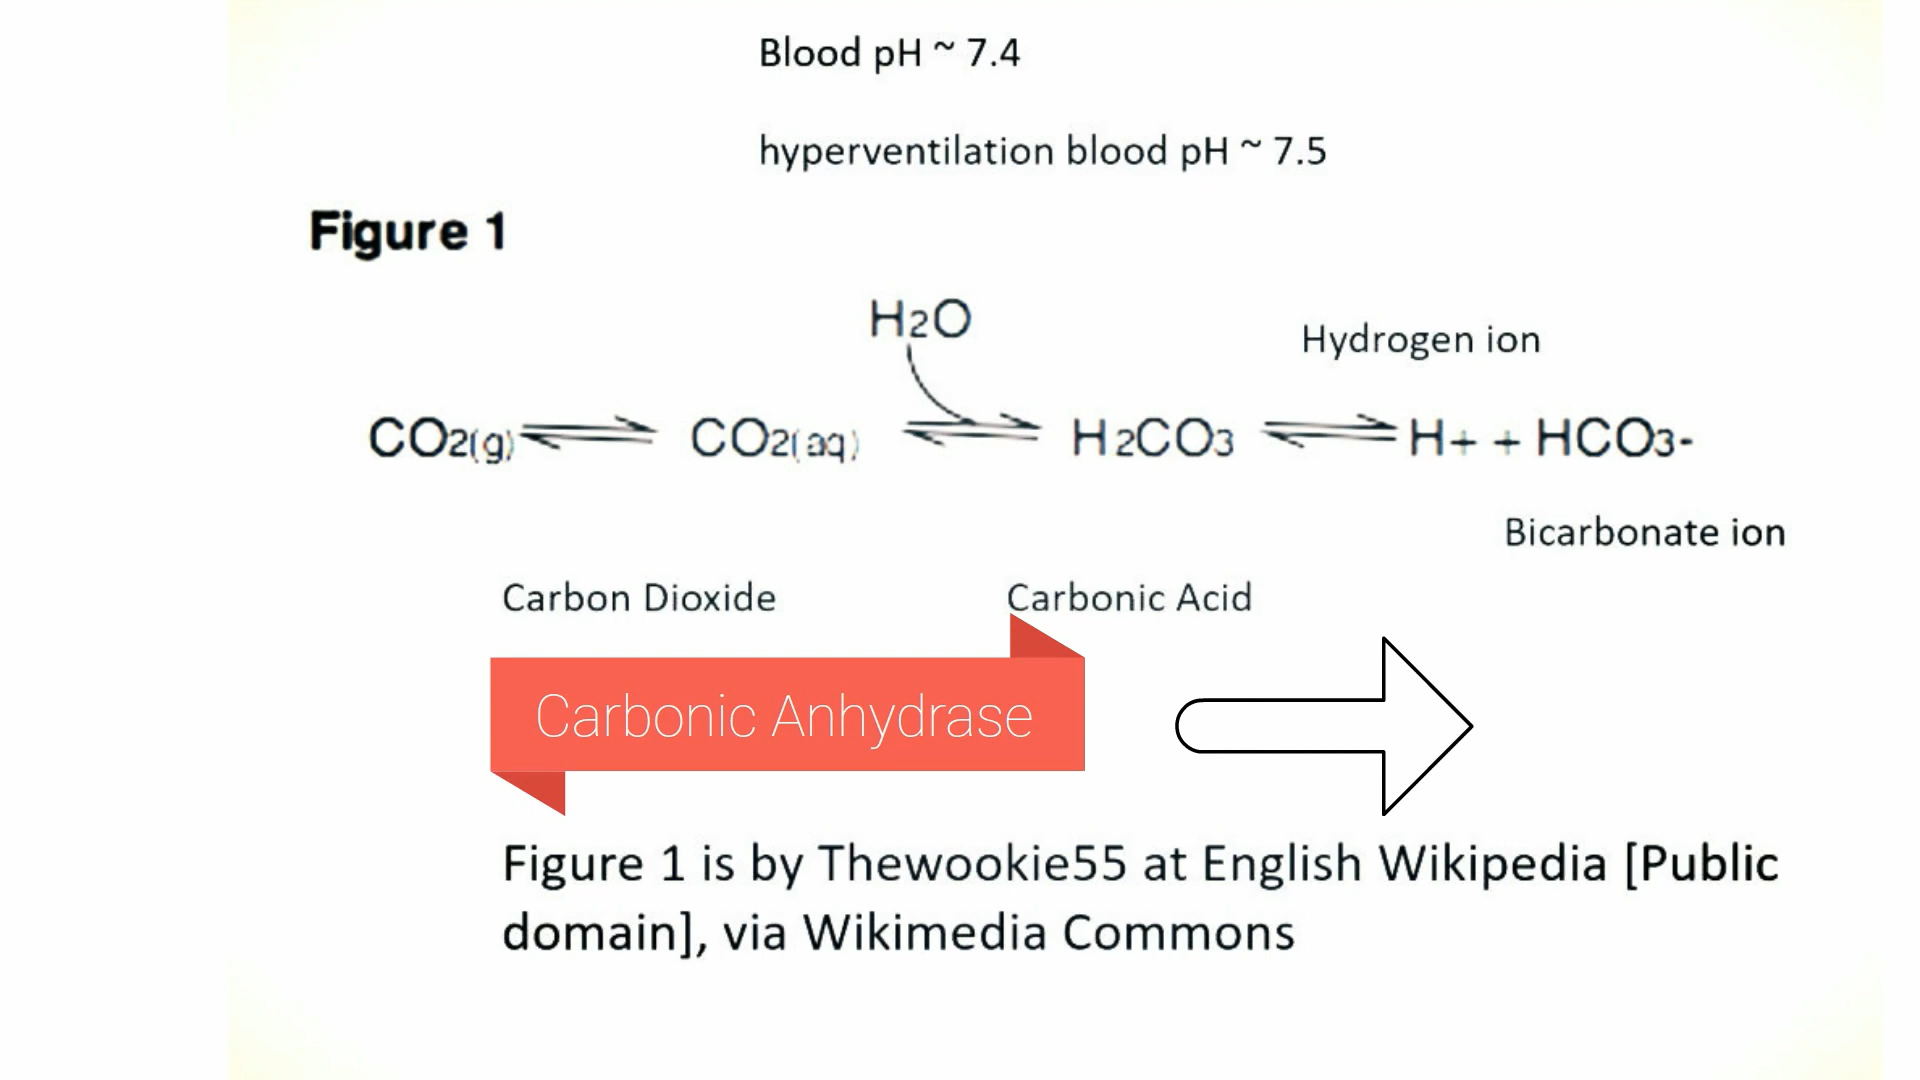 Blood pH ~ 7.4
hyperventilation blood pH ~ 7.5
Figure 1
H2O
Hydrogen ion
CO2(g) ⇌ CO2(aq) ⇌ H2CO3 ⇌ H+ + HCO3-
Bicarbonate ion
Carbon Dioxide Carbonic Acid
Carbonic Anhydrase
Figure 1 is by Thewookie55 at English Wikipedia [Public
domain], via Wikimedia Commons